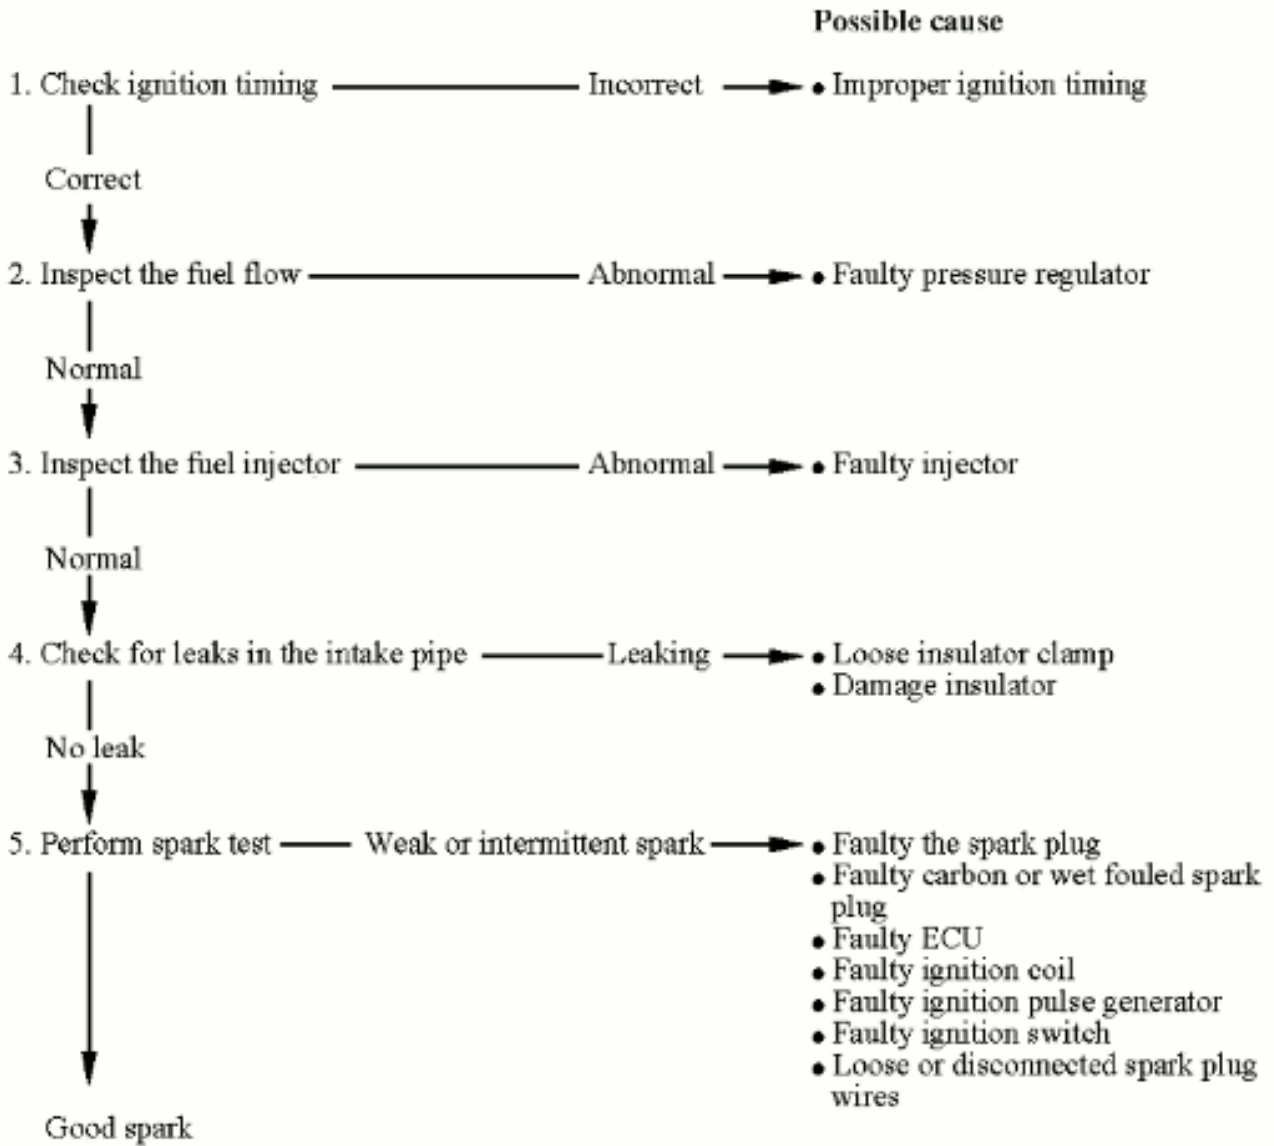 Possible cause
1. Check ignition timing Incorrect • Improper ignition timing
Correct
2. Inspect the fuel flow Abnormal • Faulty pressure regulator
Normal
3. Inspect the fuel injector Abnormal • Faulty injector
Normal
4. Check for leaks in the intake pipe Leaking • Loose insulator clamp
• Damage insulator
No leak
5. Perform spark test Weak or intermittent spark • Faulty the spark plug
• Faulty carbon or wet fouled spark
plug
• Faulty ECU
• Faulty ignition coil
• Faulty ignition pulse generator
• Faulty ignition switch
• Loose or disconnected spark plug
wires
Good spark